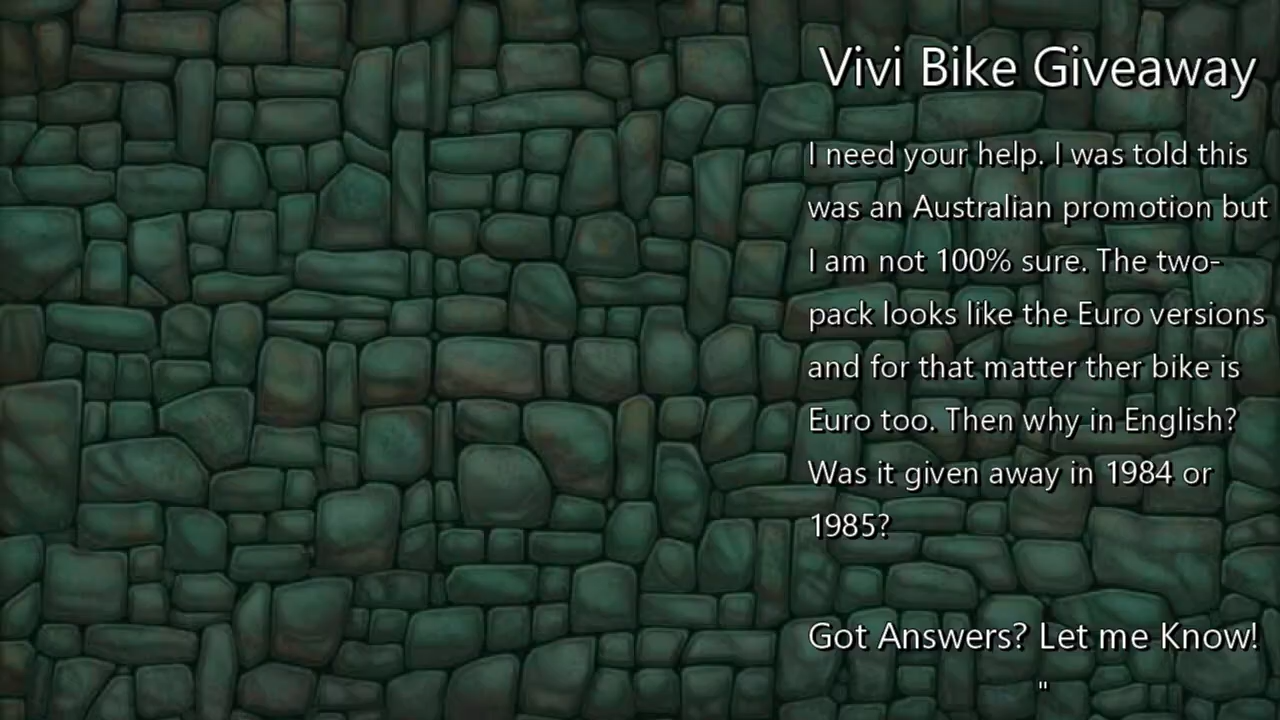 Vivi Bike Giveaway
I need your help. I was told this
was an Australian promotion but
I am not 100% sure. The two-
pack looks like the Euro versions
and for that matter ther bike is
Euro too. Then why in English?
Was it given away in 1984 or
1985?
Got Answers? Let me Know!
"